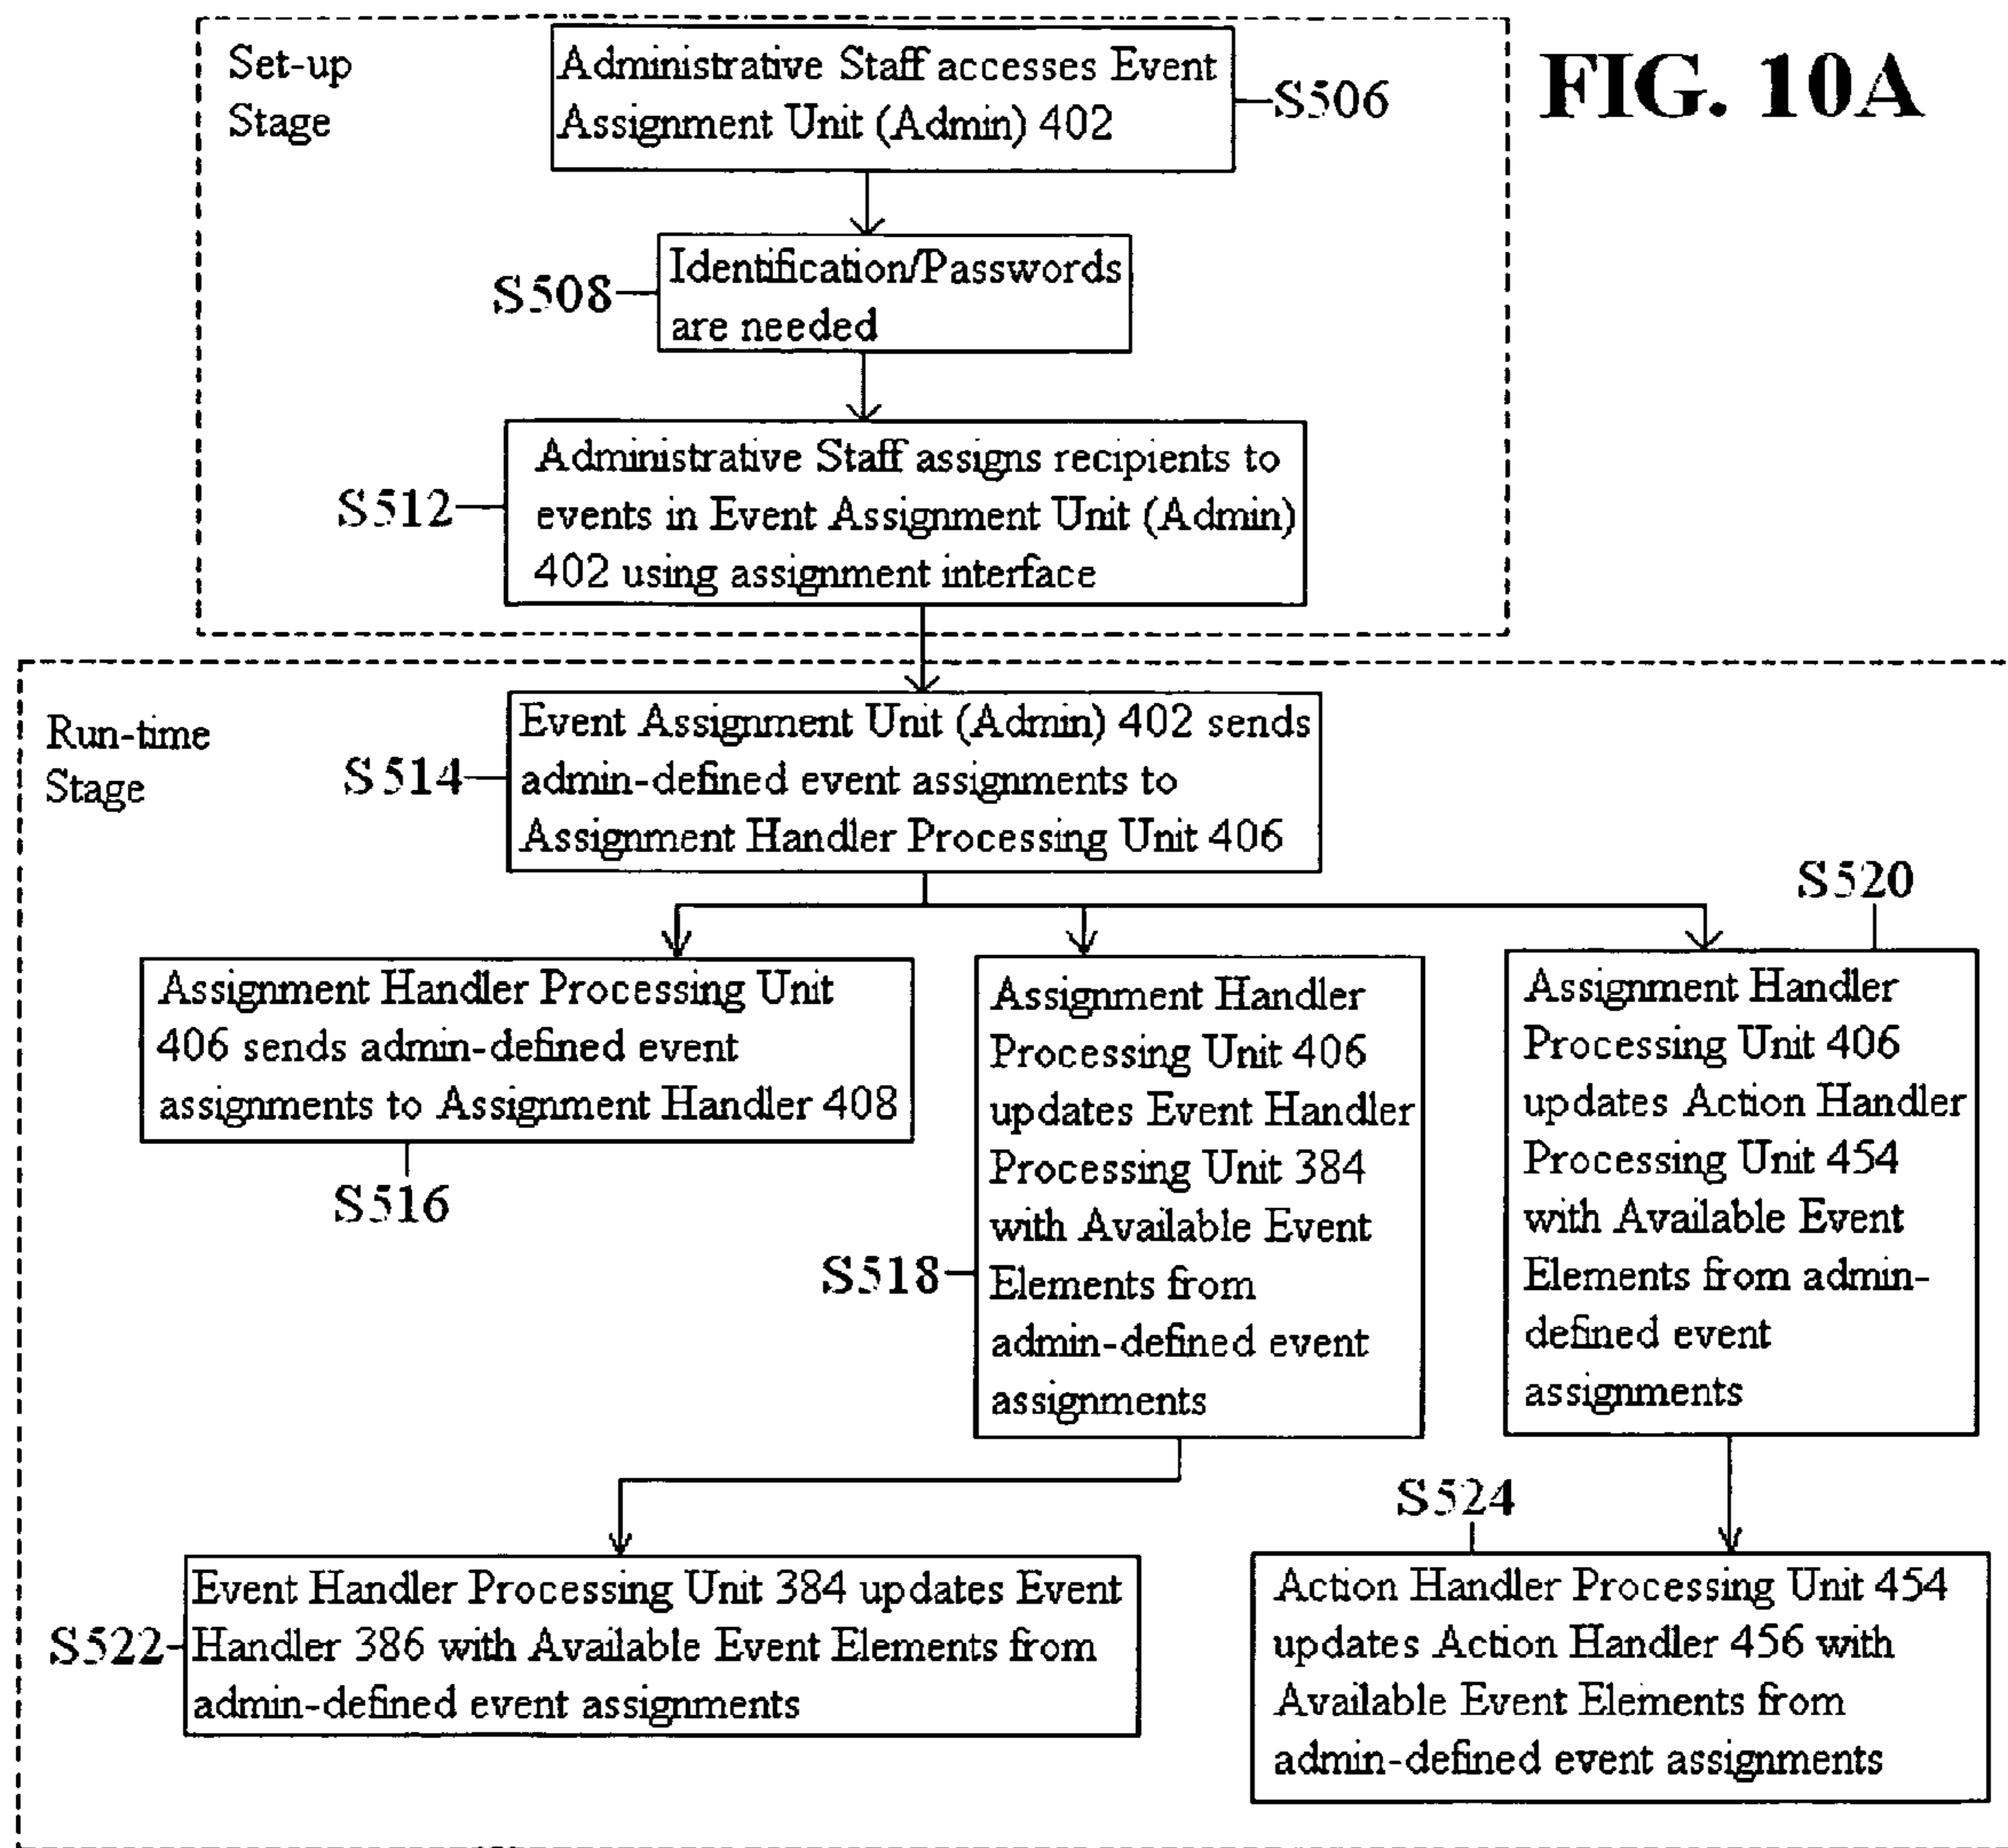 FIG. 10A
Set-up
Stage
Administrative Staff accesses Event
Assignment Unit (Admin) 402
S506
Identification/Passwords
are needed
S508
Administrative Staff assigns recipients to
events in Event Assignment Unit (Admin)
402 using assignment interface
S512
Run-time
Stage
Event Assignment Unit (Admin) 402 sends
admin-defined event assignments to
Assignment Handler Processing Unit 406
S514
Assignment Handler Processing Unit
406 sends admin-defined event
assignments to Assignment Handler 408
S516
Assignment Handler
Processing Unit 406
updates Event Handler
Processing Unit 384
with Available Event
Elements from
admin-defined event
assignments
S518
S520
Assignment Handler
Processing Unit 406
updates Action Handler
Processing Unit 454
with Available Event
Elements from admin-
defined event
assignments
Event Handler Processing Unit 384 updates Event
Handler 386 with Available Event Elements from
admin-defined event assignments
S522
S524
Action Handler Processing Unit 454
updates Action Handler 456 with
Available Event Elements from
admin-defined event assignments